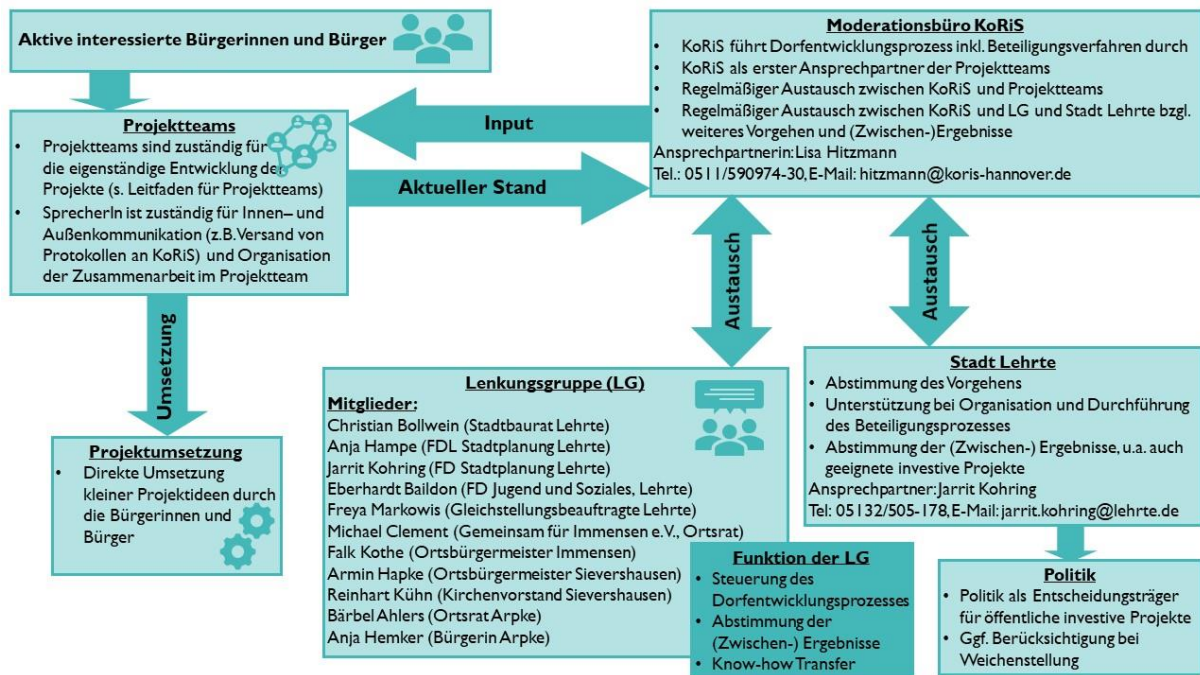 Aktive interessierte Bürgerinnen und Bürger
Moderationsbüro KoRiS
• KoRiS führt Dorfentwicklungsprozess inkl. Beteiligungsverfahren durch
• KoRiS als erster Ansprechpartner der Projektteams
• Regelmäßiger Austausch zwischen KoRiS und Projektteams
• Regelmäßiger Austausch zwischen KoRiS und LG und Stadt Lehrte bzgl.
weiteres Vorgehen und (Zwischen-)Ergebnisse
Ansprechpartnerin: Lisa Hitzmann
Tel.: 0511/590974-30, E-Mail: hitzmann@koris-hannover.de
Input
Aktueller Stand
Projektteams
• Projektteams sind zuständig für
die eigenständige Entwicklung der
Projekte (s. Leitfaden für Projektteams)
• SprecherIn ist zuständig für Innen– und
Außenkommunikation (z.B. Versand von
Protokollen an KoRiS) und Organisation
der Zusammenarbeit im Projektteam
Umsetzung
Projektumsetzung
• Direkte Umsetzung
kleiner Projektideen durch
die Bürgerinnen und
Bürger
Austausch
Austausch
Lenkungsgruppe (LG)
Mitglieder:
Christian Bollwein (Stadtbaurat Lehrte)
Anja Hampe (FDL Stadtplanung Lehrte)
Jarrit Kohring (FD Stadtplanung Lehrte)
Eberhardt Baildon (FD Jugend und Soziales, Lehrte)
Freya Markowis (Gleichstellungsbeauftragte Lehrte)
Michael Clement (Gemeinsam für Immensen e.V., Ortsrat)
Falk Kothe (Ortsbürgermeister Immensen)
Armin Hapke (Ortsbürgermeister Sievershausen)
Reinhart Kühn (Kirchenvorstand Sievershausen)
Bärbel Ahlers (Ortsrat Arpke)
Anja Hemker (Bürgerin Arpke)
Funktion der LG
• Steuerung des
Dorfentwicklungsprozesses
• Abstimmung der
(Zwischen-) Ergebnisse
• Know-how Transfer
Stadt Lehrte
• Abstimmung des Vorgehens
• Unterstützung bei Organisation und Durchführung
des Beteiligungsprozesses
• Abstimmung der (Zwischen-) Ergebnisse, u.a. auch
geeignete investive Projekte
Ansprechpartner: Jarrit Kohring
Tel: 05132/505-178, E-Mail: jarrit.kohring@lehrte.de
Politik
• Politik als Entscheidungsträger
für öffentliche investive Projekte
• Ggf. Berücksichtigung bei
Weichenstellung